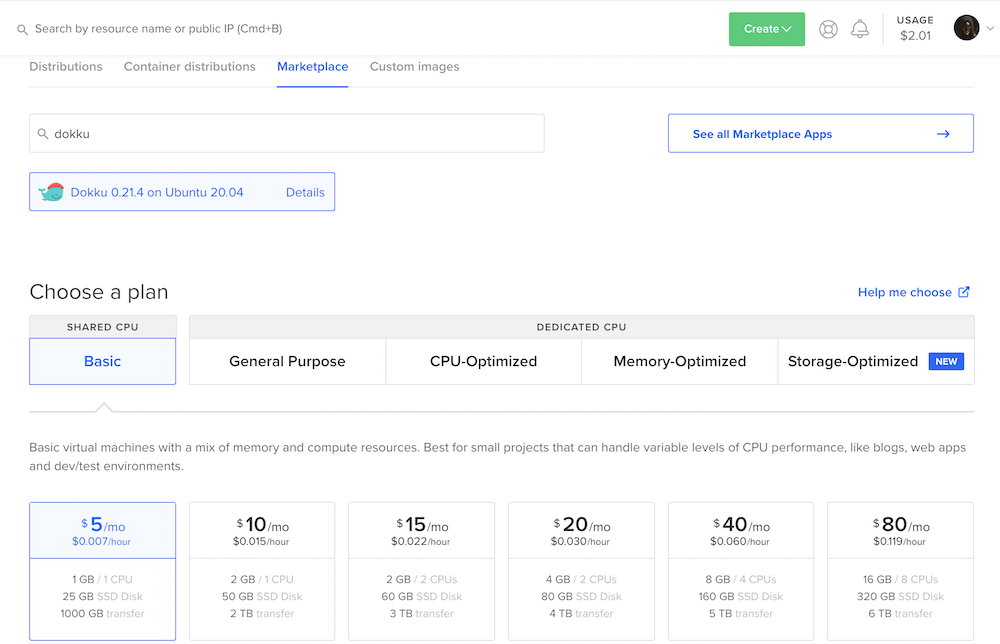 Search by resource name or public IP (Cmd+B)
Create
USAGE
$2.01
Distributions
Container distributions
Marketplace
Custom images
dokku
See all Marketplace Apps
Dokku 0.21.4 on Ubuntu 20.04
Details
Choose a plan
Help me choose
SHARED CPU
DEDICATED CPU
Basic
General Purpose
CPU-Optimized
Memory-Optimized
Storage-Optimized
NEW
Basic virtual machines with a mix of memory and compute resources. Best for small projects that can handle variable levels of CPU performance, like blogs, web apps
and dev/test environments.
$5/mo
$0.007/hour
1 GB / 1 CPU
25 GB SSD Disk
1000 GB transfer
$10/mo
$0.015/hour
2 GB / 1 CPU
50 GB SSD Disk
2 TB transfer
$15/mo
$0.022/hour
2 GB / 2 CPUs
60 GB SSD Disk
3 TB transfer
$20/mo
$0.030/hour
4 GB / 2 CPUs
80 GB SSD Disk
4 TB transfer
$40/mo
$0.060/hour
8 GB / 4 CPUs
160 GB SSD Disk
5 TB transfer
$80/mo
$0.119/hour
16 GB / 8 CPUs
320 GB SSD Disk
6 TB transfer